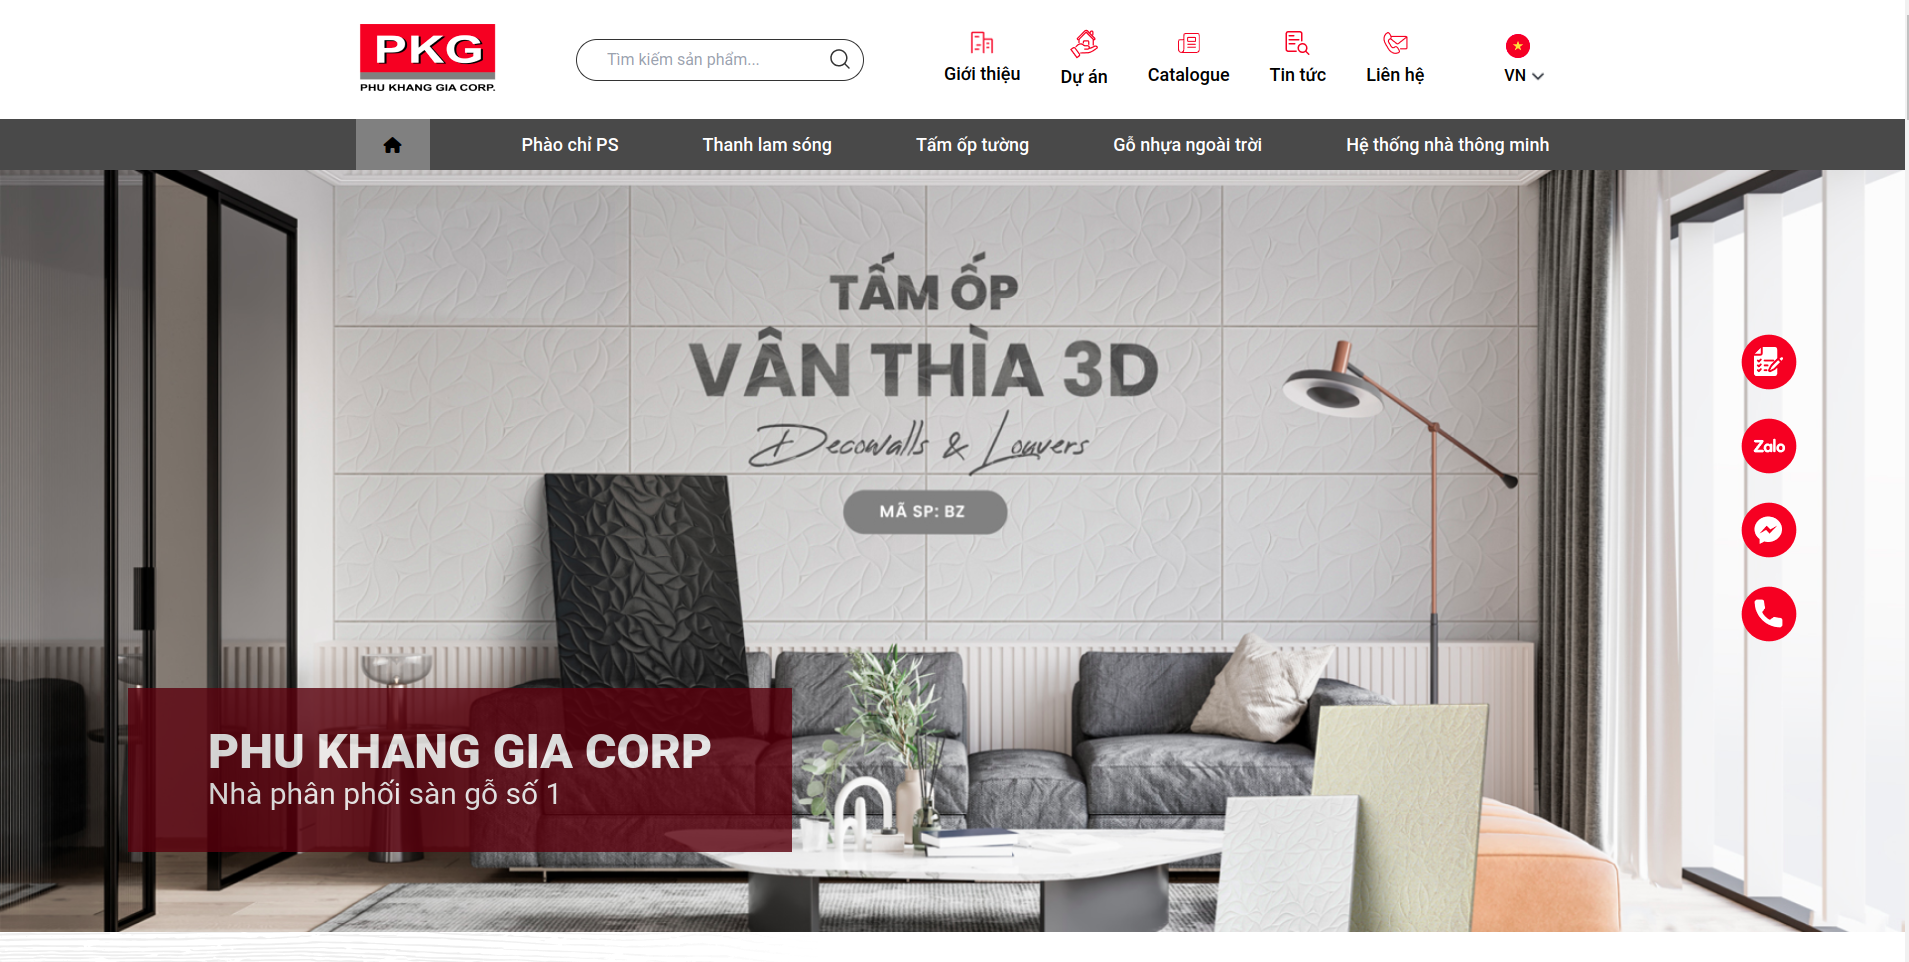 PKG
PHU KHANG GIA CORP.
Tìm kiếm sản phẩm...
Giới thiệu
Dự án
Catalogue
Tin tức
Liên hệ
VN
Phào chỉ PS
Thanh lam sóng
Tấm ốp tường
Gỗ nhựa ngoài trời
Hệ thống nhà thông minh
TẤM ỐP
VÂN THÌA 3D
Decowalls & Louvers
MÃ SP: BZ
Zalo
PHU KHANG GIA CORP
Nhà phân phối sàn gỗ số 1